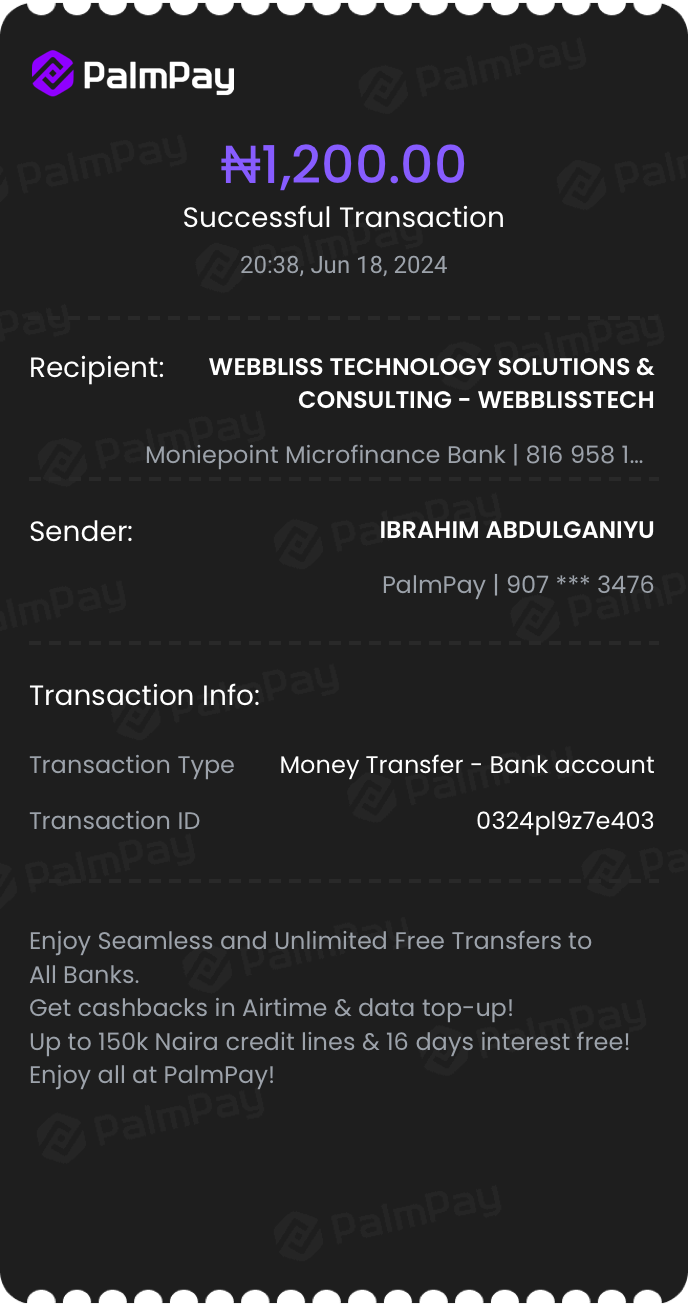 PalmPay
₦1,200.00
Successful Transaction
20:38, Jun 18, 2024
Recipient: WEBBLISS TECHNOLOGY SOLUTIONS &
CONSULTING - WEBBLISSTECH
Moniepoint Microfinance Bank | 816 958 1...
Sender: IBRAHIM ABDULGANIYU
PalmPay | 907 *** 3476
Transaction Info:
Transaction Type Money Transfer - Bank account
Transaction ID 0324pl9z7e403
Enjoy Seamless and Unlimited Free Transfers to
All Banks.
Get cashbacks in Airtime & data top-up!
Up to 150k Naira credit lines & 16 days interest free!
Enjoy all at PalmPay!